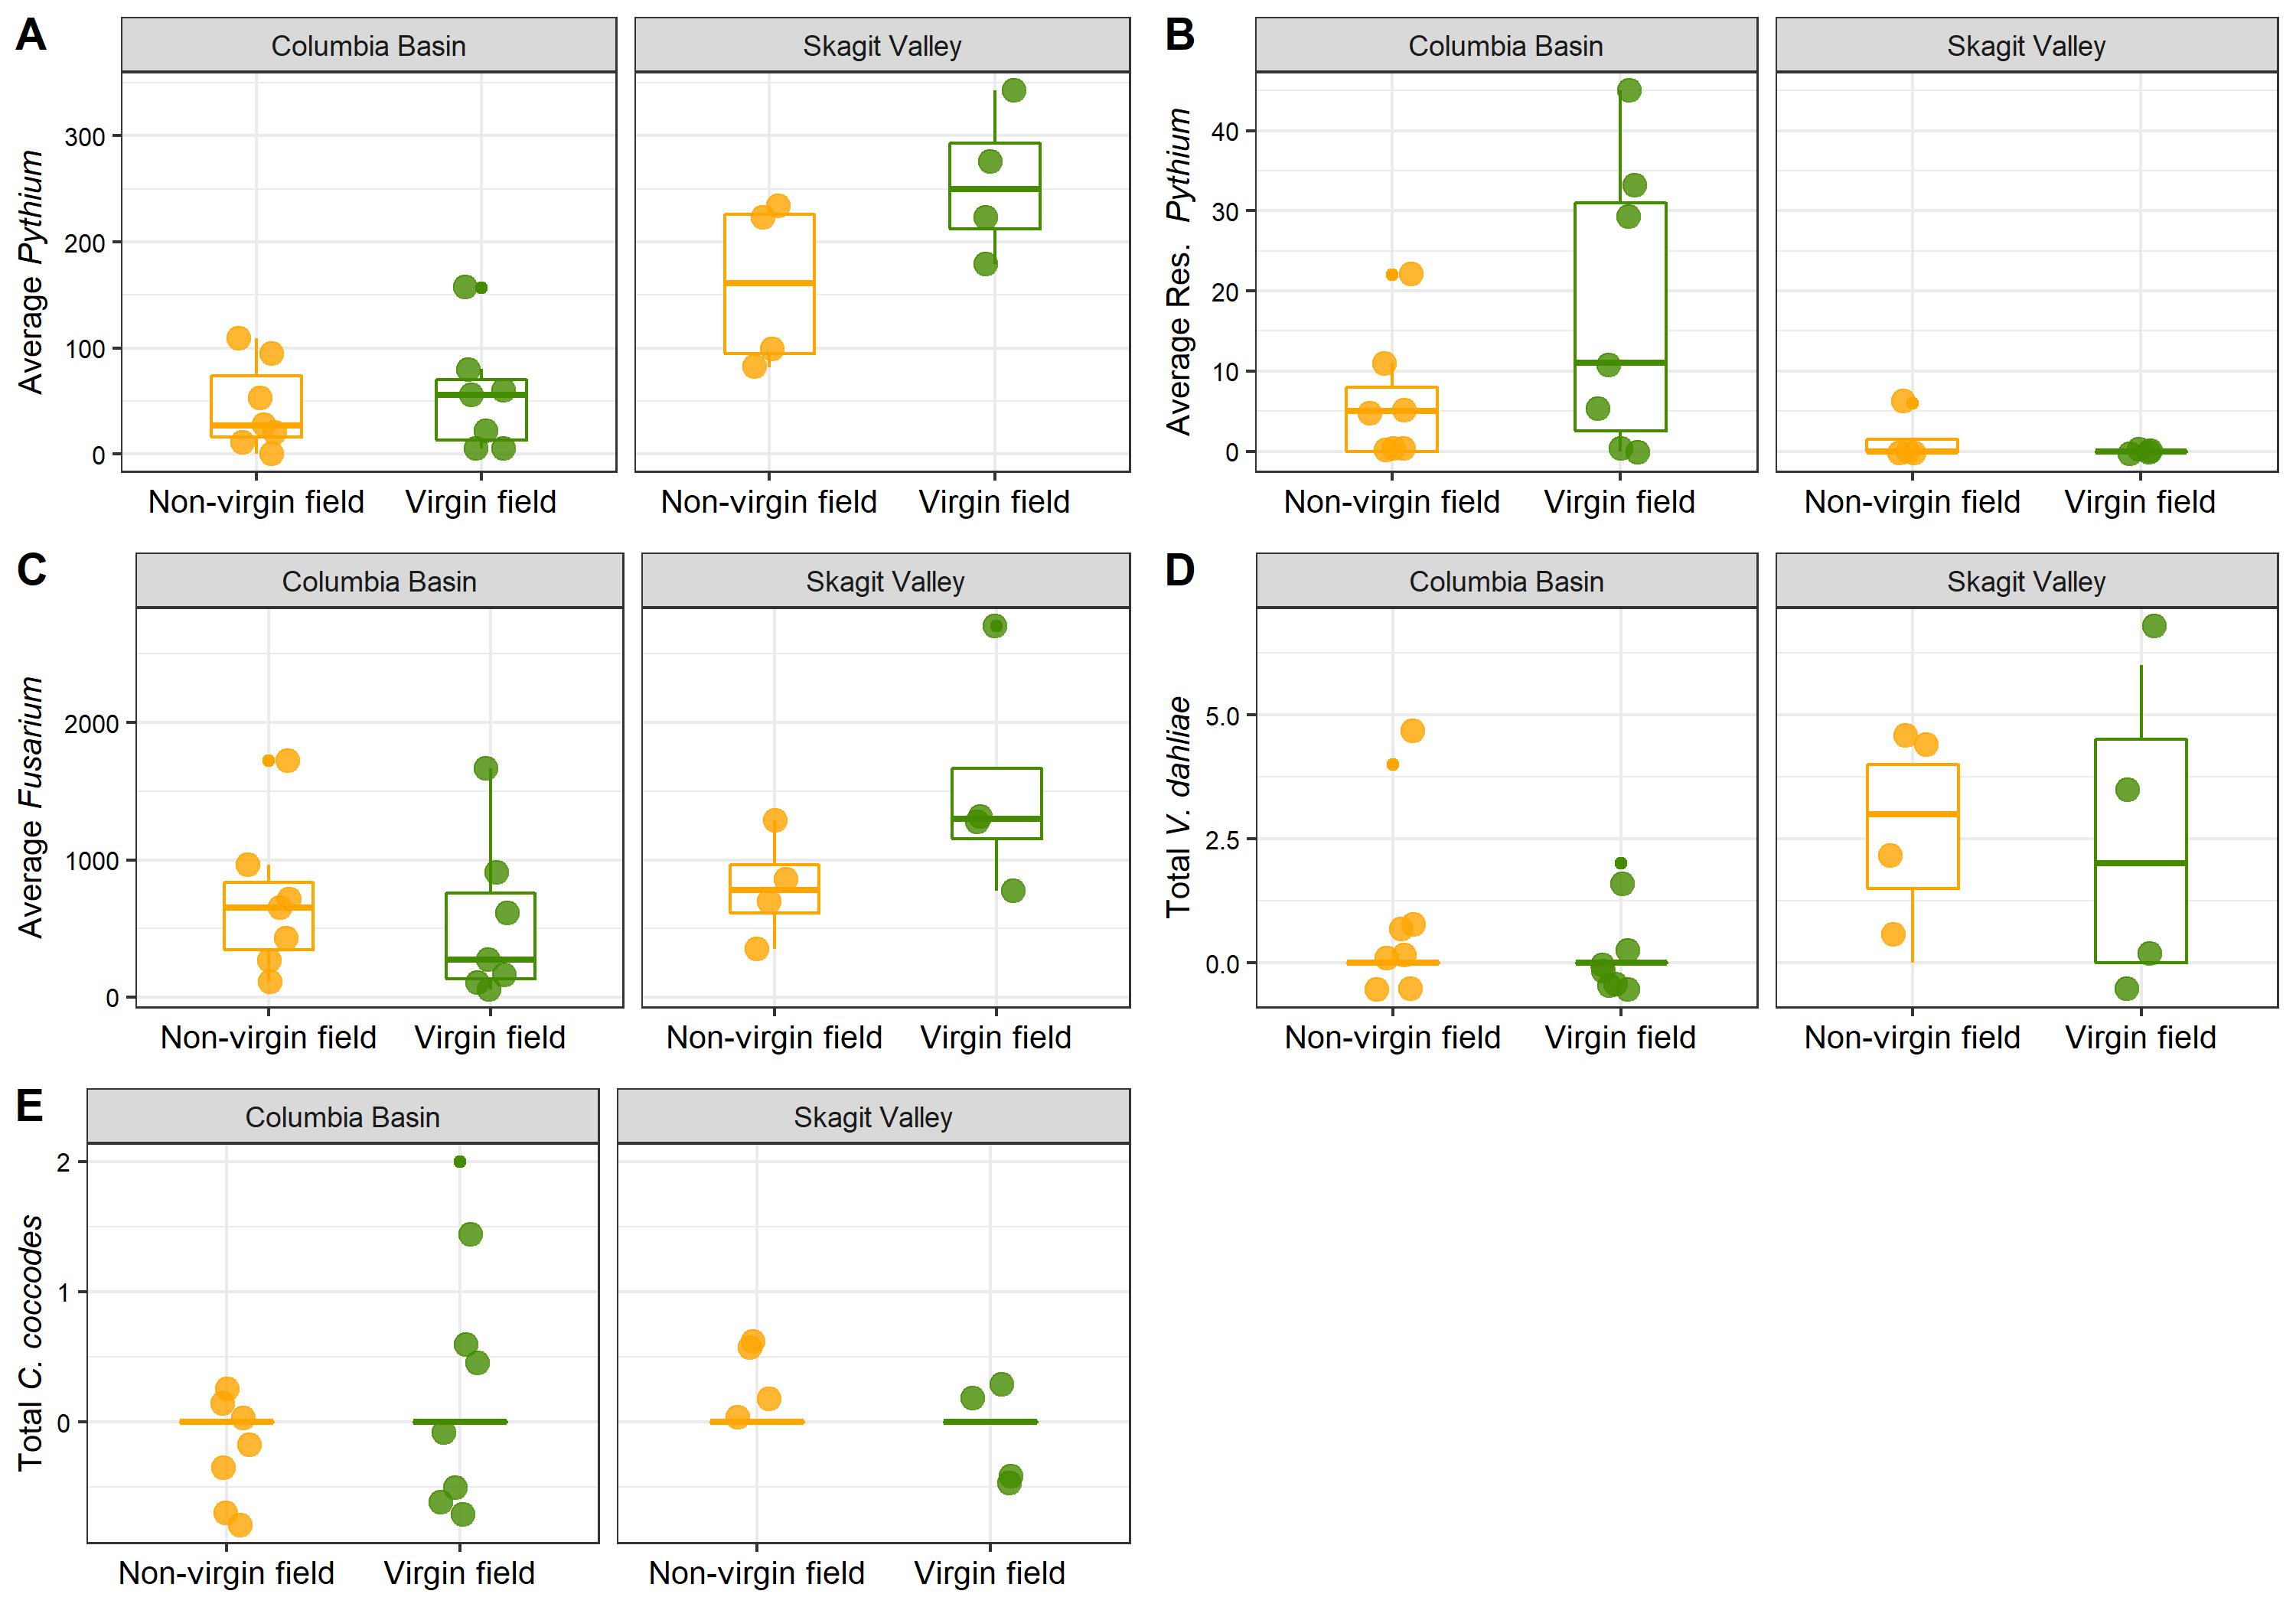 A
Columbia Basin
Skagit Valley
Average Pythium
300
200
100
0
Non-virgin field
Virgin field
Non-virgin field
Virgin field
B
Columbia Basin
Skagit Valley
Average Res. Pythium
40
30
20
10
0
Non-virgin field
Virgin field
Non-virgin field
Virgin field
C
Columbia Basin
Skagit Valley
Average Fusarium
2000
1000
0
Non-virgin field
Virgin field
Non-virgin field
Virgin field
D
Columbia Basin
Skagit Valley
Total V. dahliae
5.0
2.5
0.0
Non-virgin field
Virgin field
Non-virgin field
Virgin field
E
Columbia Basin
Skagit Valley
Total C. coccodes
2
1
0
Non-virgin field
Virgin field
Non-virgin field
Virgin field